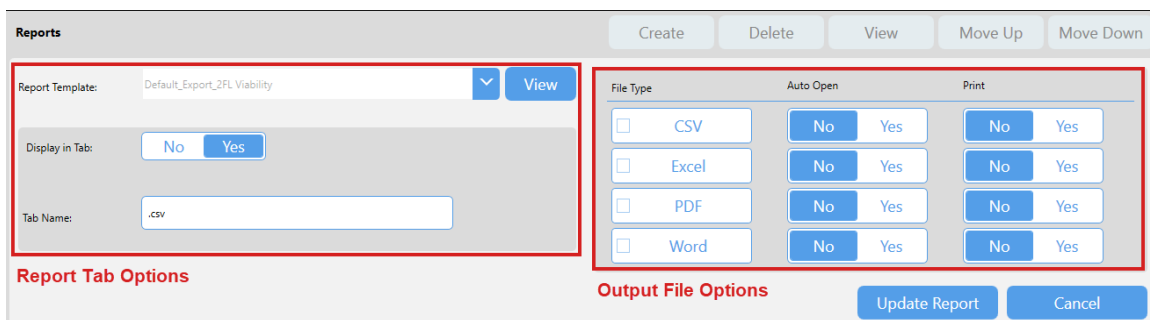 Reports
Create
Delete
View
Move Up
Move Down
Report Template:
Default_Export_2FL Viability
View
Display in Tab:
No
Yes
Tab Name:
.csv
Report Tab Options
File Type
Auto Open
Print
CSV
No
Yes
No
Yes
Excel
No
Yes
No
Yes
PDF
No
Yes
No
Yes
Word
No
Yes
No
Yes
Output File Options
Update Report
Cancel